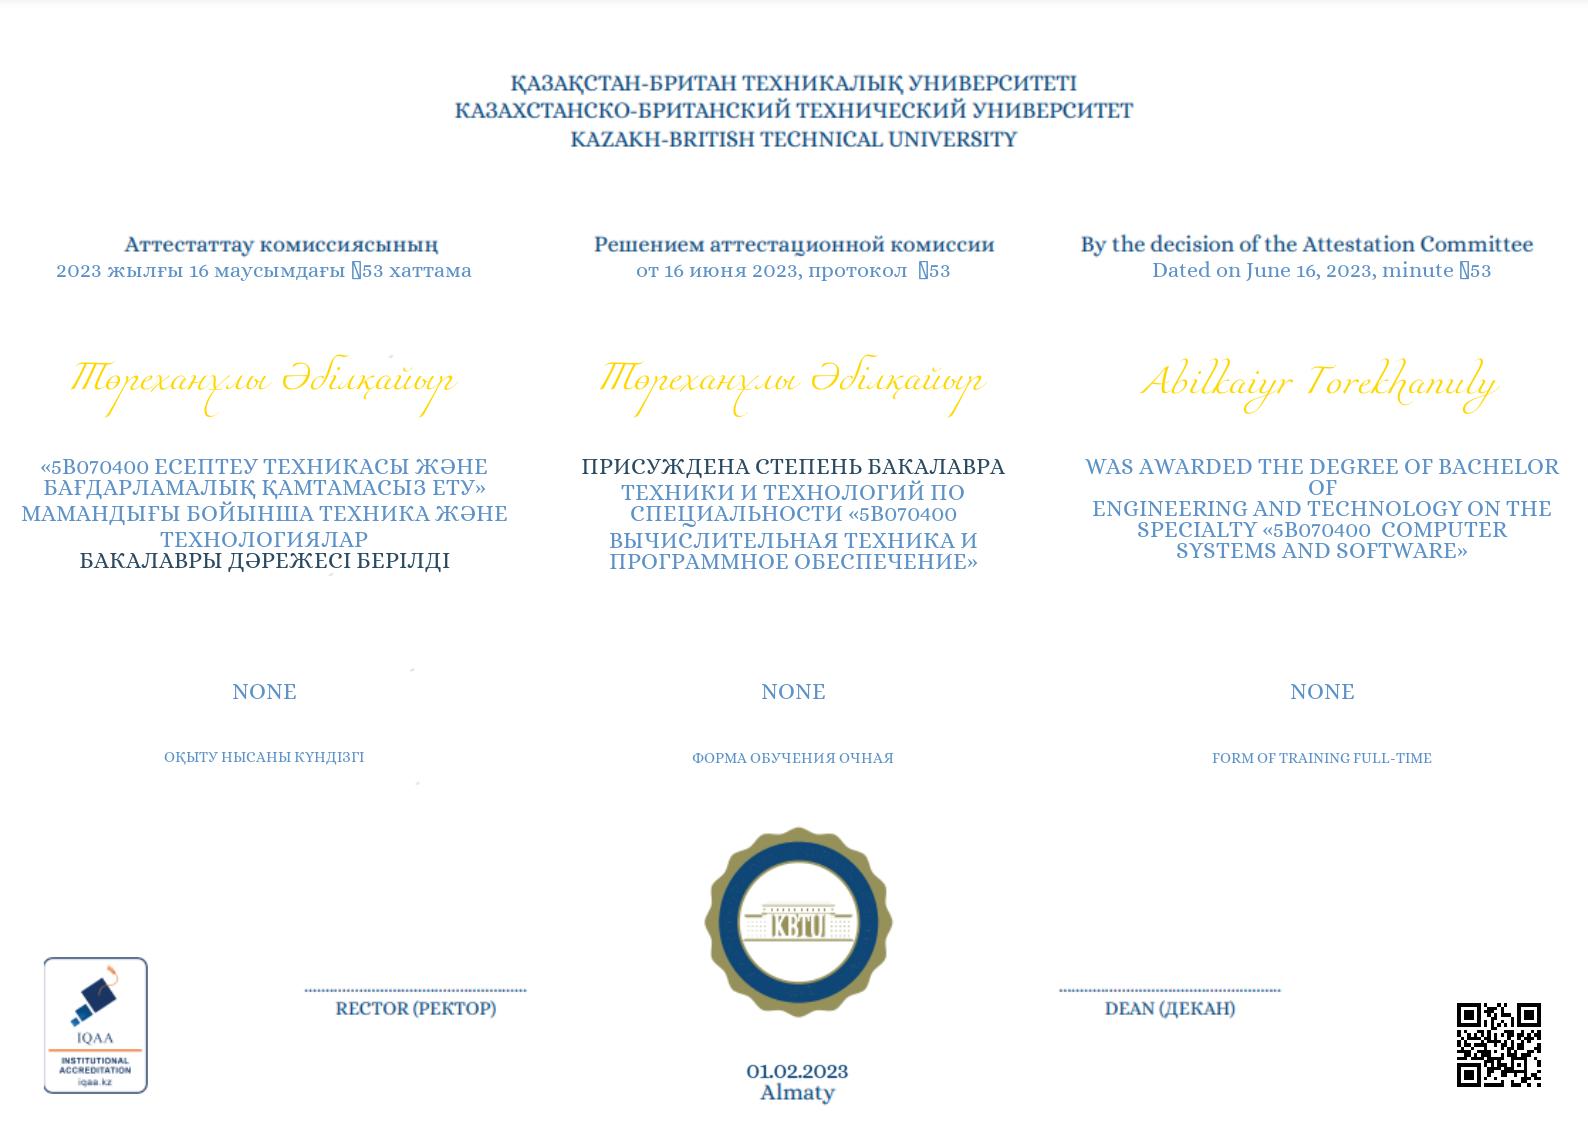 ҚАЗАҚСТАН-БРИТАН ТЕХНИКАЛЫҚ УНИВЕРСИТЕТІ
КАЗАХСТАНСКО-БРИТАНСКИЙ ТЕХНИЧЕСКИЙ УНИВЕРСИТЕТ
KAZAKH-BRITISH TECHNICAL UNIVERSITY
Аттестаттау комиссиясының
2023 жылғы 16 маусымдағы 53 хаттама
Төреханұлы Әбілқайыр
«5B070400 ЕСЕПТЕУ ТЕХНИКАСЫ ЖӘНЕ
БАҒДАРЛАМАЛЫҚ ҚАМТАМАСЫЗ ЕТУ»
МАМАНДЫҒЫ БОЙЫНША ТЕХНИКА ЖӘНЕ
ТЕХНОЛОГИЯЛАР
БАКАЛАВРЫ ДӘРЕЖЕСІ БЕРІЛДІ
NONE
ОҚЫТУ НЫСАНЫ КҮНДІЗГІ
Решением аттестационной комиссии
от 16 июня 2023, протокол 53
Төреханұлы Әбілқайыр
ПРИСУЖДЕНА СТЕПЕНЬ БАКАЛАВРА
ТЕХНИКИ И ТЕХНОЛОГИЙ ПО
СПЕЦИАЛЬНОСТИ «5B070400
ВЫЧИСЛИТЕЛЬНАЯ ТЕХНИКА И
ПРОГРАММНОЕ ОБЕСПЕЧЕНИЕ»
NONE
ФОРМА ОБУЧЕНИЯ ОЧНАЯ
By the decision of the Attestation Committee
Dated on June 16, 2023, minute 53
Abilkaiyr Torekhanuly
WAS AWARDED THE DEGREE OF BACHELOR
OF
ENGINEERING AND TECHNOLOGY ON THE
SPECIALTY «5B070400 COMPUTER
SYSTEMS AND SOFTWARE»
NONE
FORM OF TRAINING FULL-TIME
KBTU
IQAA
INSTITUTIONAL
ACCREDITATION
iqaa.kz
RECTOR (РЕКТОР)
DEAN (ДЕКАН)
01.02.2023
Almaty